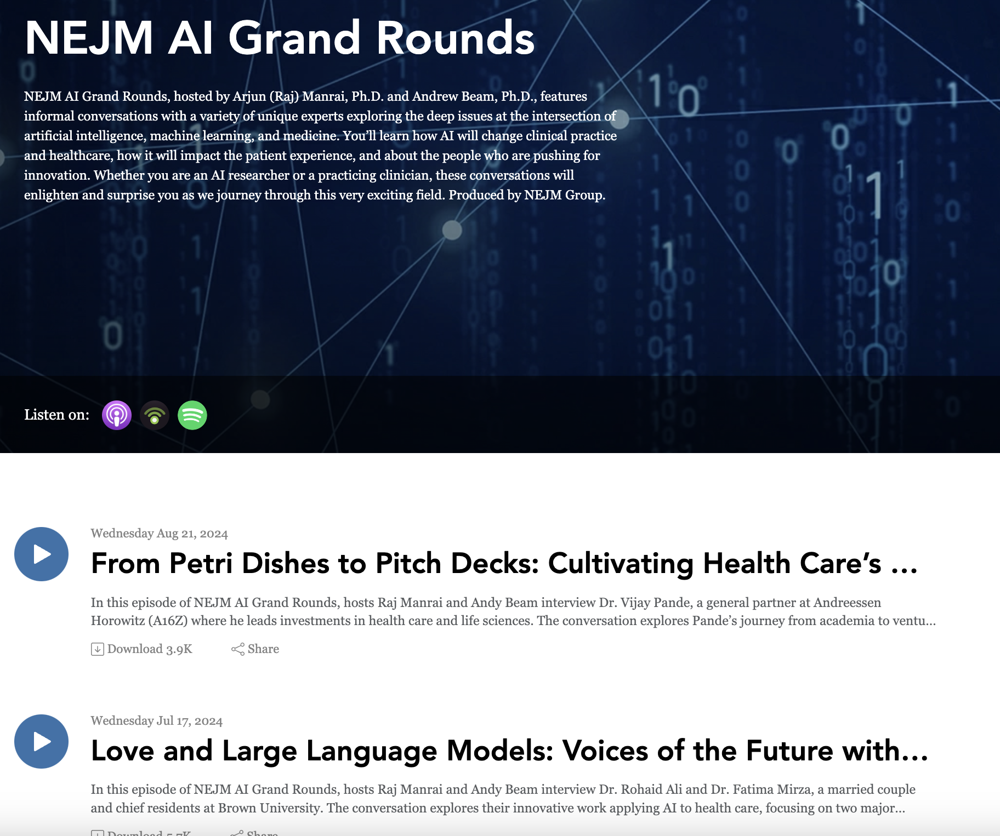 NEJM AI Grand Rounds
NEJM AI Grand Rounds, hosted by Arjun (Raj) Manrai, Ph.D. and Andrew Beam, Ph.D., features
informal conversations with a variety of unique experts exploring the deep issues at the intersection of
artificial intelligence, machine learning, and medicine. You’ll learn how AI will change clinical practice
and healthcare, how it will impact the patient experience, and about the people who are pushing for
innovation. Whether you are an AI researcher or a practicing clinician, these conversations will
enlighten and surprise you as we journey through this very exciting field. Produced by NEJM Group.
Listen on:
Wednesday Aug 21, 2024
From Petri Dishes to Pitch Decks: Cultivating Health Care’s ...
In this episode of NEJM AI Grand Rounds, hosts Raj Manrai and Andy Beam interview Dr. Vijay Pande, a general partner at Andreessen
Horowitz (A16Z) where he leads investments in health care and life sciences. The conversation explores Pande’s journey from academia to ventu...
Download 3.9K Share
Wednesday Jul 17, 2024
Love and Large Language Models: Voices of the Future with...
In this episode of NEJM AI Grand Rounds, hosts Raj Manrai and Andy Beam interview Dr. Rohaid Ali and Dr. Fatima Mirza, a married couple
and chief residents at Brown University. The conversation explores their innovative work applying AI to health care, focusing on two major...
Download 5.7K Share